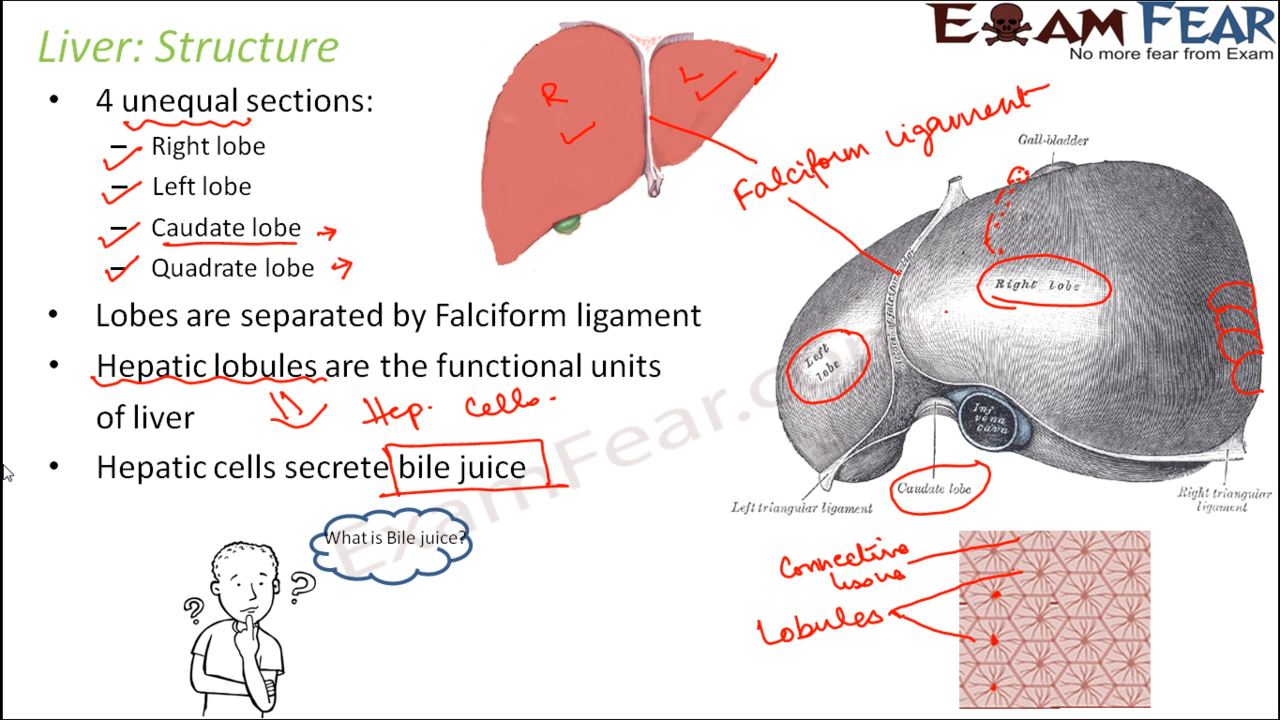 Liver: Structure
EXAM FEAR
No more fear from Exam
• 4 unequal sections:
– Right lobe
– Left lobe
– Caudate lobe →
– Quadrate lobe →
• Lobes are separated by Falciform ligament
• Hepatic lobules are the functional units
of liver
Hep. Cells.
• Hepatic cells secrete bile juice
What is Bile juice?
? ?
R
L
Falciform ligament
Gall-bladder
Right lobe
Left
lobe
Inf
vena
cava
Caudate lobe
Left triangular ligament
Right triangular
ligament
Connective
tissue
Lobules
ExamFear.c